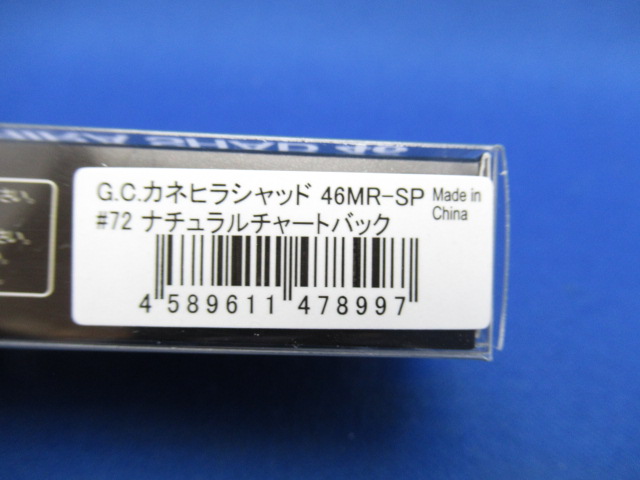 G.C.カネヒラシャッド 46MR-SP
Made in
China
#72 ナチュラルチャートバック
4 589611 478997